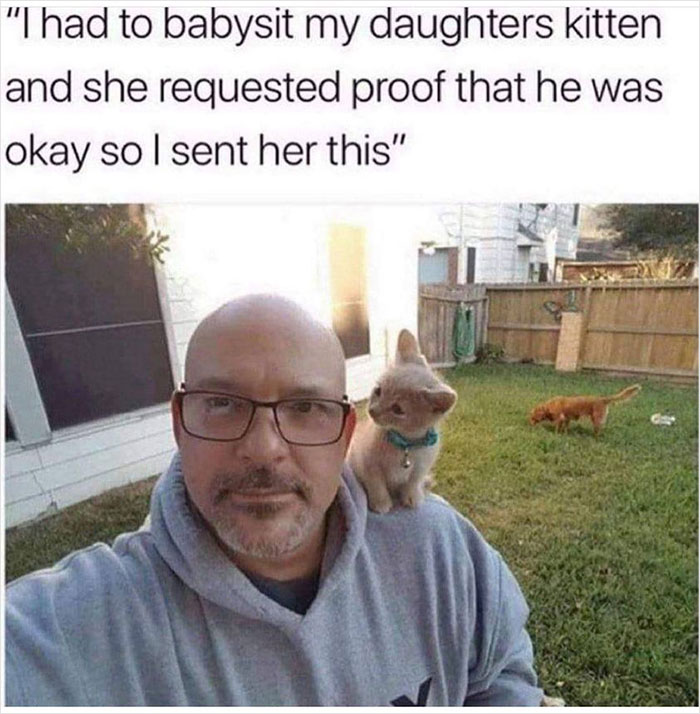 "I had to babysit my daughters kitten
and she requested proof that he was
okay so I sent her this"